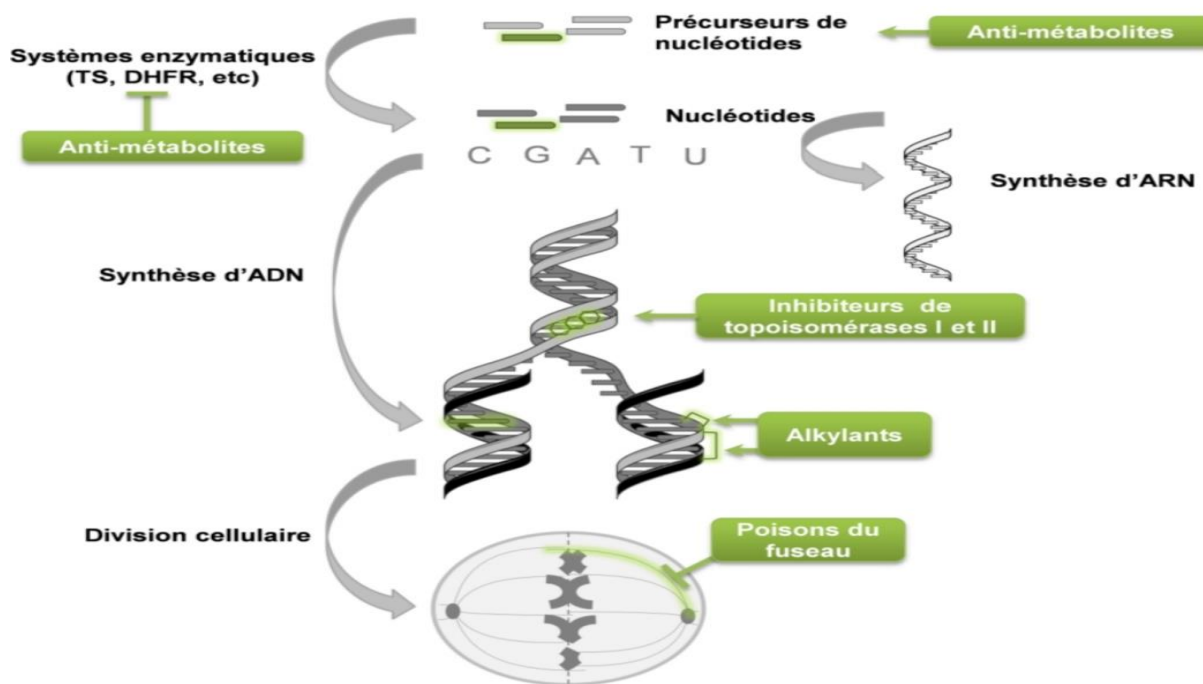 Précurseurs de
nucléotides
Anti-métabolites
Systèmes enzymatiques
(TS, DHFR, etc)
Anti-métabolites
Nucléotides
C G A T U
Synthèse d'ARN
Synthèse d'ADN
Inhibiteurs de
topoisomérases I et II
Alkylants
Division cellulaire
Poisons du
fuseau